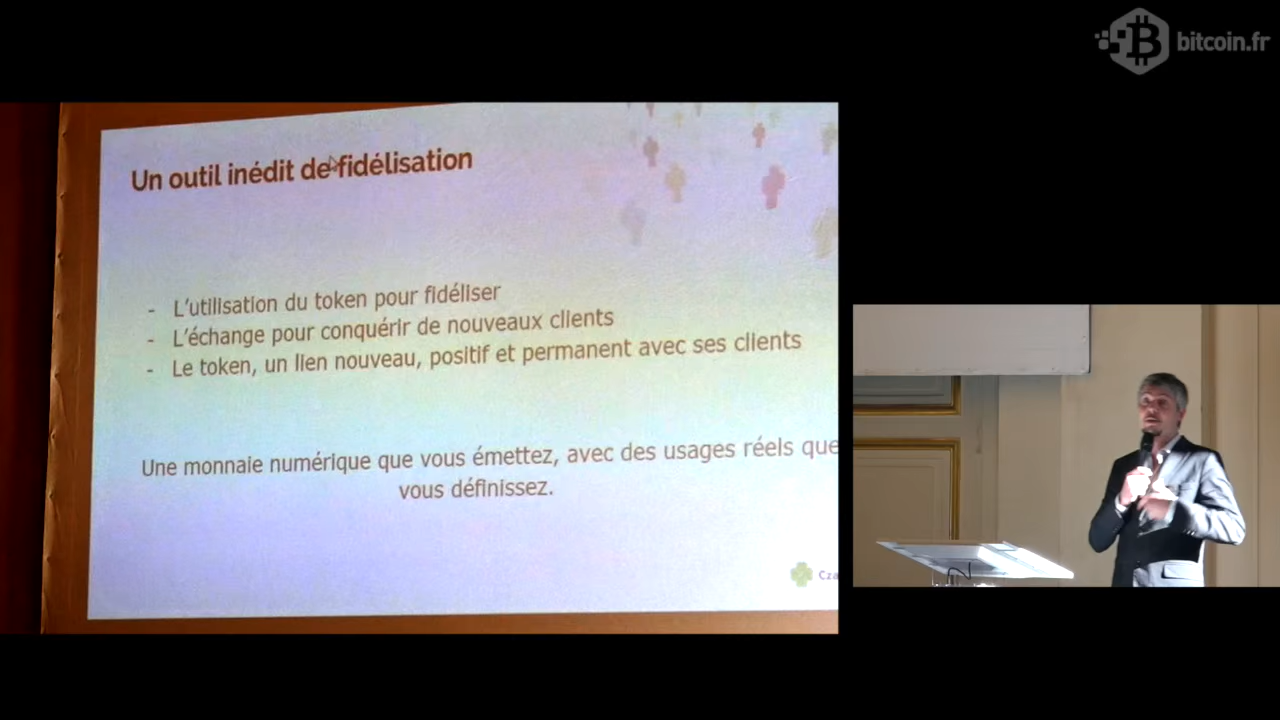 bitcoin.fr
Un outil inédit de fidélisation
- L'utilisation du token pour fidéliser
- L'échange pour conquérir de nouveaux clients
- Le token, un lien nouveau, positif et permanent avec ses clients
Une monnaie numérique que vous émettez, avec des usages réels que
vous définissez.
Cza